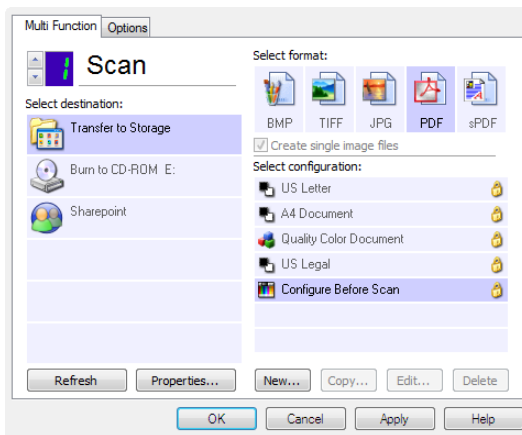 Multi Function Options
1 Scan
Select destination:
Transfer to Storage
Burn to CD-ROM E:
Sharepoint
Refresh Properties...
Select format:
BMP TIFF JPG PDF sPDF
Create single image files
Select configuration:
US Letter
A4 Document
Quality Color Document
US Legal
Configure Before Scan
New... Copy... Edit... Delete
OK Cancel Apply Help